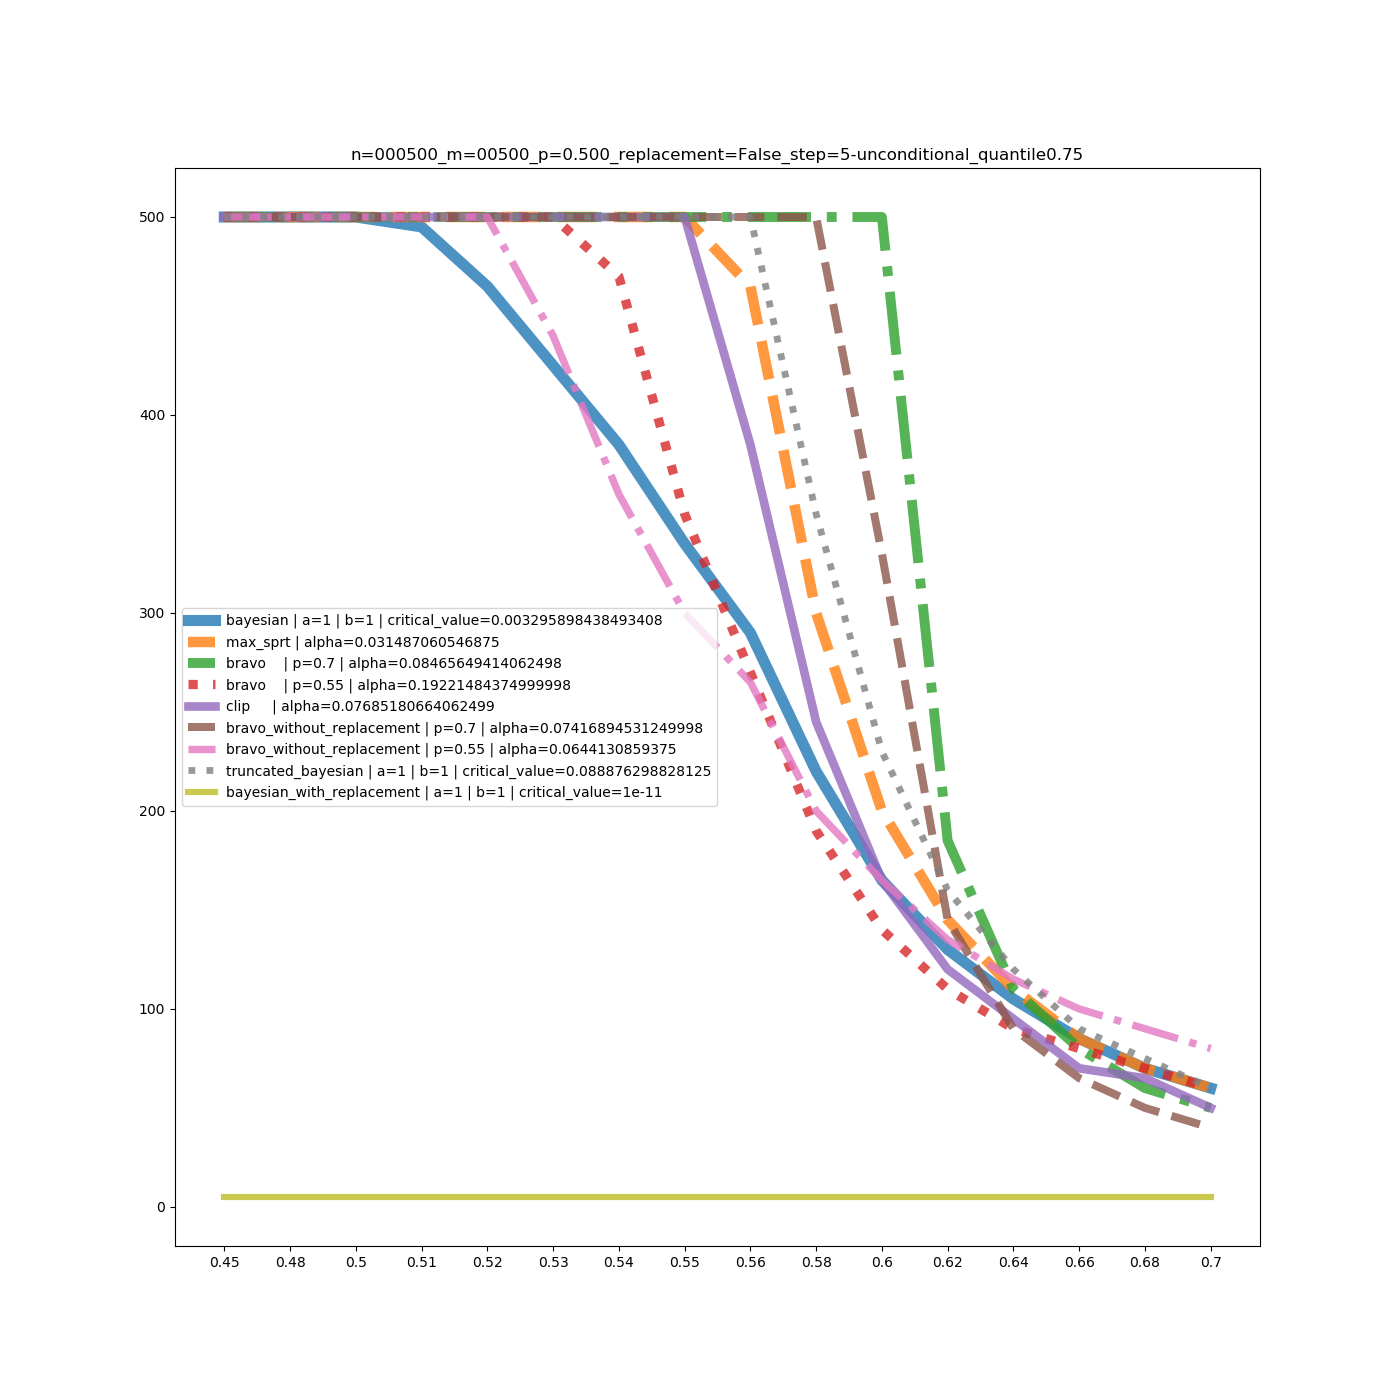 n=000500_m=00500_p=0.500_replacement=False_step=5-unconditional_quantile0.75
500
400
300
200
100
0
bayesian | a=1 | b=1 | critical_value=0.003295898438493408
max_sprt | alpha=0.031487060546875
bravo    | p=0.7 | alpha=0.08465649414062498
bravo    | p=0.55 | alpha=0.19221484374999998
clip     | alpha=0.07685180664062499
bravo_without_replacement | p=0.7 | alpha=0.07416894531249998
bravo_without_replacement | p=0.55 | alpha=0.0644130859375
truncated_bayesian | a=1 | b=1 | critical_value=0.088876298828125
bayesian_with_replacement | a=1 | b=1 | critical_value=1e-11
0.45 0.48 0.5 0.51 0.52 0.53 0.54 0.55 0.56 0.58 0.6 0.62 0.64 0.66 0.68 0.7